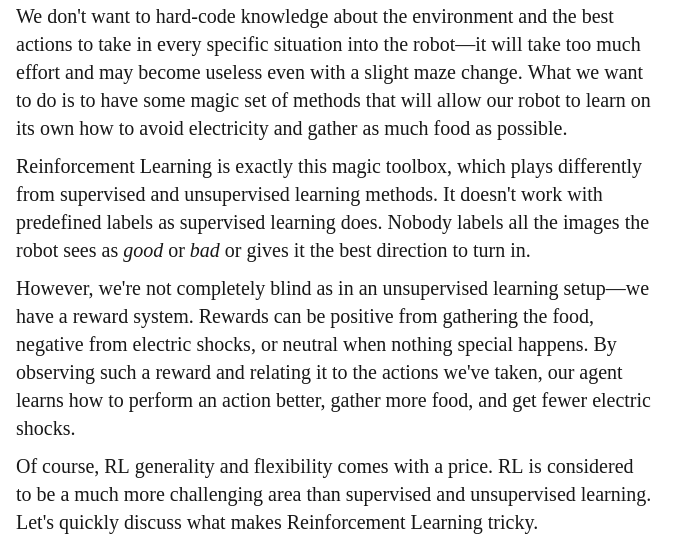 We don't want to hard-code knowledge about the environment and the best
actions to take in every specific situation into the robot—it will take too much
effort and may become useless even with a slight maze change. What we want
to do is to have some magic set of methods that will allow our robot to learn on
its own how to avoid electricity and gather as much food as possible.
Reinforcement Learning is exactly this magic toolbox, which plays differently
from supervised and unsupervised learning methods. It doesn't work with
predefined labels as supervised learning does. Nobody labels all the images the
robot sees as good or bad or gives it the best direction to turn in.
However, we're not completely blind as in an unsupervised learning setup—we
have a reward system. Rewards can be positive from gathering the food,
negative from electric shocks, or neutral when nothing special happens. By
observing such a reward and relating it to the actions we've taken, our agent
learns how to perform an action better, gather more food, and get fewer electric
shocks.
Of course, RL generality and flexibility comes with a price. RL is considered
to be a much more challenging area than supervised and unsupervised learning.
Let's quickly discuss what makes Reinforcement Learning tricky.